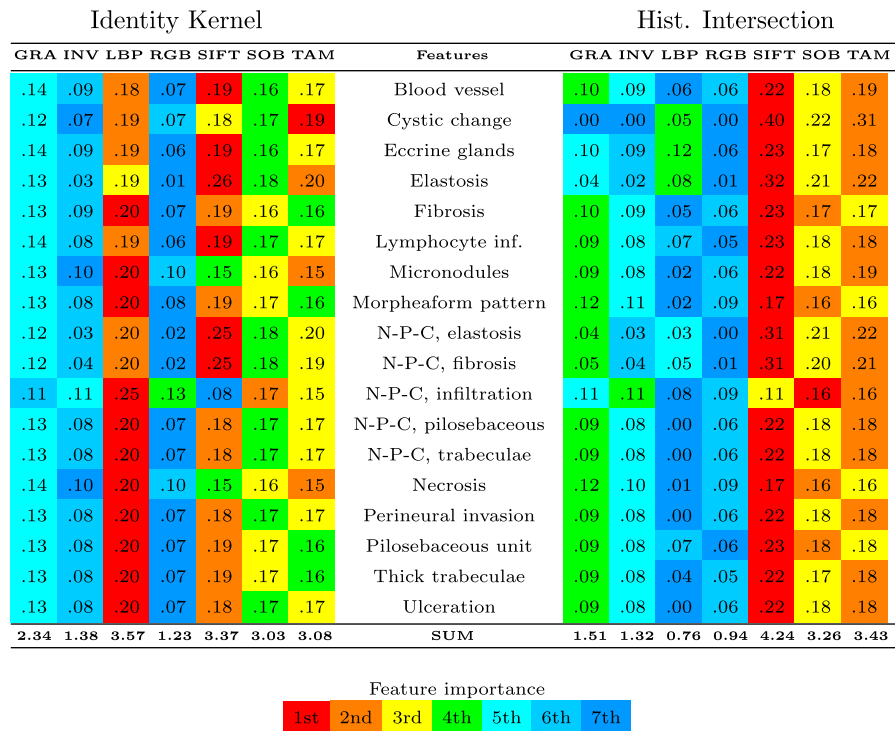 Identity Kernel Hist. Intersection
GRA INV LBP RGB SIFT SOB TAM Features GRA INV LBP RGB SIFT SOB TAM
.14 .09 .18 .07 .19 .16 .17 Blood vessel .10 .09 .06 .06 .22 .18 .19
.12 .07 .19 .07 .18 .17 .19 Cystic change .00 .00 .05 .00 .40 .22 .31
.14 .09 .19 .06 .19 .16 .17 Eccrine glands .10 .09 .12 .06 .23 .17 .18
.13 .03 .19 .01 .26 .18 .20 Elastosis .04 .02 .08 .01 .32 .21 .22
.13 .09 .20 .07 .19 .16 .16 Fibrosis .10 .09 .05 .06 .23 .17 .17
.14 .08 .19 .06 .19 .17 .17 Lymphocyte inf. .09 .08 .07 .05 .23 .18 .18
.13 .10 .20 .10 .15 .16 .15 Micronodules .09 .08 .02 .06 .22 .18 .19
.13 .08 .20 .08 .19 .17 .16 Morpheaform pattern .12 .11 .02 .09 .17 .16 .16
.12 .03 .20 .02 .25 .18 .20 N-P-C, elastosis .04 .03 .03 .00 .31 .21 .22
.12 .04 .20 .02 .25 .18 .19 N-P-C, fibrosis .05 .04 .05 .01 .31 .20 .21
.11 .11 .25 .13 .08 .17 .15 N-P-C, infiltration .11 .11 .08 .09 .11 .16 .16
.13 .08 .20 .07 .18 .17 .17 N-P-C, pilosebaceous .09 .08 .00 .06 .22 .18 .18
.13 .08 .20 .07 .18 .17 .17 N-P-C, trabeculae .09 .08 .00 .06 .22 .18 .18
.14 .10 .20 .10 .15 .16 .15 Necrosis .12 .10 .01 .09 .17 .16 .16
.13 .08 .20 .07 .18 .17 .17 Perineural invasion .09 .08 .00 .06 .22 .18 .18
.13 .08 .20 .07 .19 .17 .16 Pilosebaceous unit .09 .08 .07 .06 .23 .18 .18
.13 .08 .20 .07 .19 .17 .16 Thick trabeculae .09 .08 .04 .05 .22 .17 .18
.13 .08 .20 .07 .18 .17 .17 Ulceration .09 .08 .00 .06 .22 .18 .18
2.34 1.38 3.57 1.23 3.37 3.03 3.08 SUM 1.51 1.32 0.76 0.94 4.24 3.26 3.43
Feature importance
1st 2nd 3rd 4th 5th 6th 7th